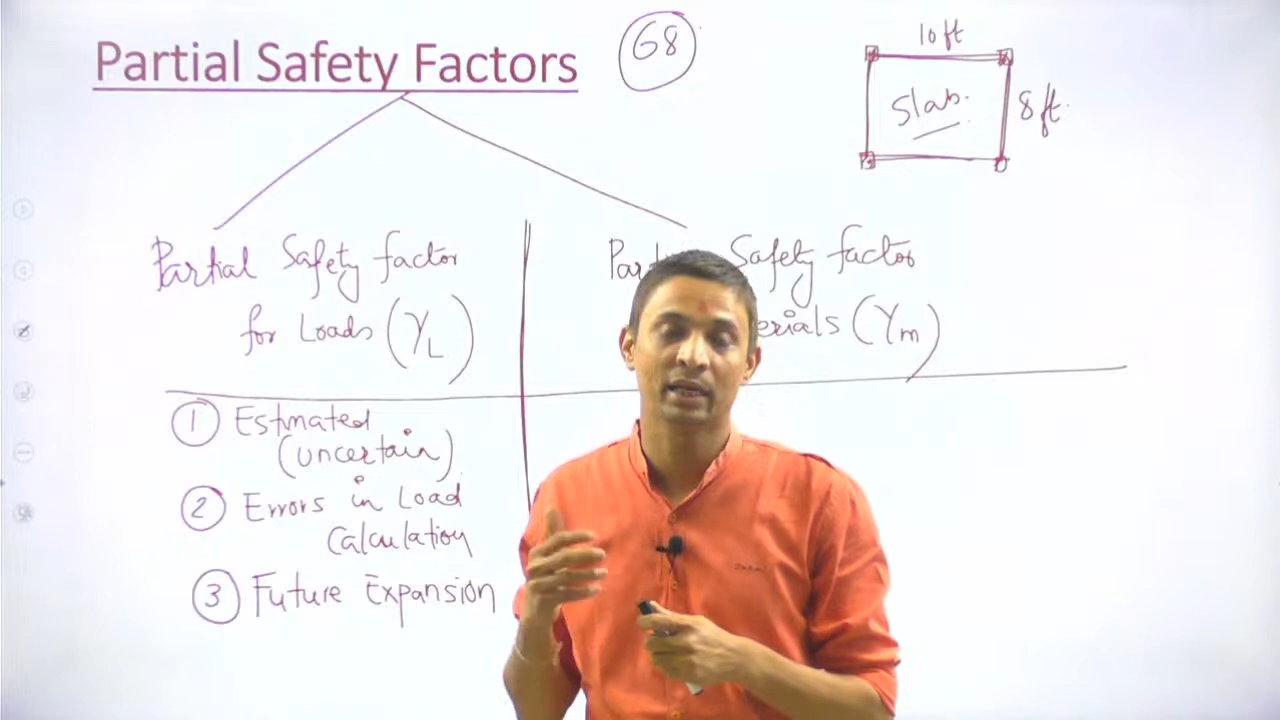 Partial Safety Factors
68
10 ft
Slab.
8 ft.
Partial Safety factor
for Loads (γL)
Safety factor
(γm)
1 Estimated
(uncertain)
2 Errors in Load
Calculation
3 Future Expansion